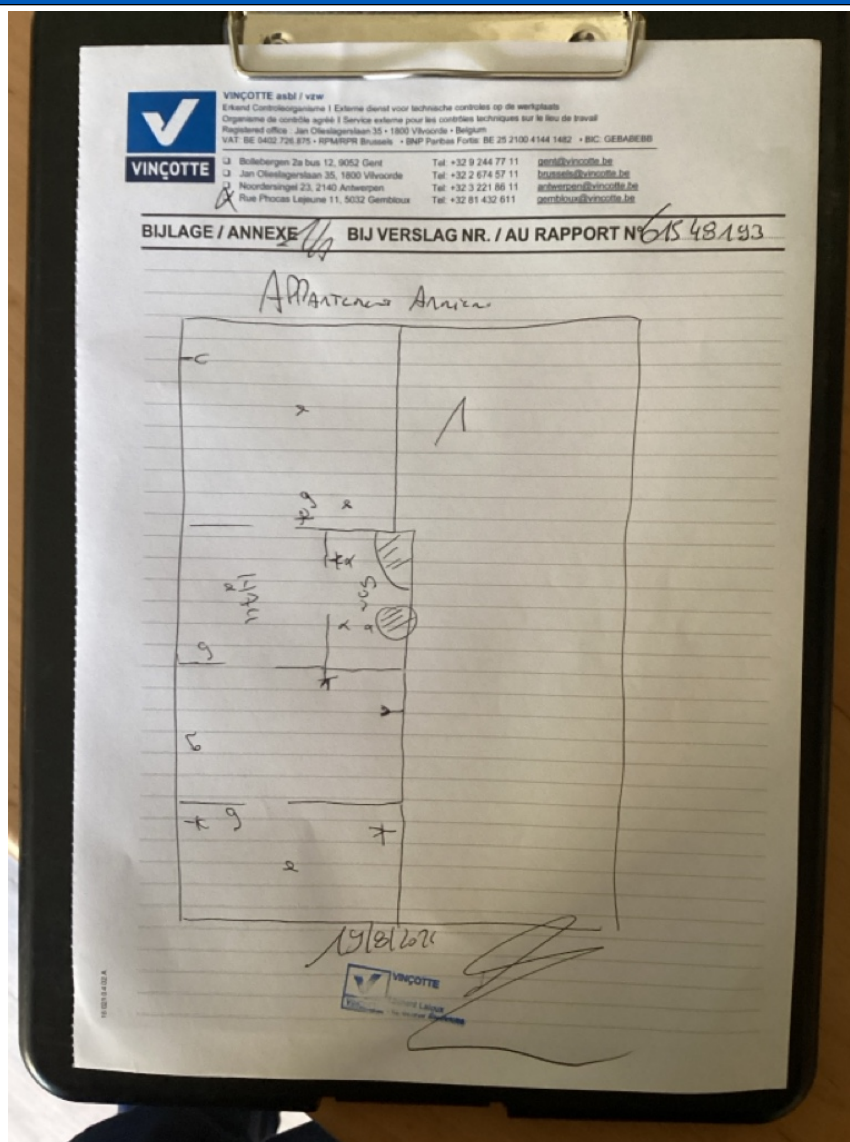 VINÇOTTE asbl / vzw
Erkend Controleorganisme I Externe dienst voor technische controles op de werkplaats
Organisme de contrôle agréé I Service externe pour les contrôles techniques sur le lieu de travail
Registered office : Jan Olieslagerslaan 35 • 1800 Vilvoorde • Belgium
VAT: BE 0402.726.875 • RPM/RPR Brussels • BNP Paribas Fortis: BE 25 2100 4144 1482 • BIC: GEBABEBB
VINÇOTTE
Bollebergen 2a bus 12, 9052 Gent Tel: +32 9 244 77 11 gent@vincotte.be
Jan Olieslagerslaan 35, 1800 Vilvoorde Tel: +32 2 674 57 11 brussels@vincotte.be
Noordersingel 23, 2140 Antwerpen Tel: +32 3 221 86 11 antwerpen@vincotte.be
Rue Phocas Lejeune 11, 5032 Gembloux Tel: +32 81 432 611 gembloux@vincotte.be
BIJLAGE / ANNEXE 1/1 BIJ VERSLAG NR. / AU RAPPORT N° 61548193
1
VINÇOTTE